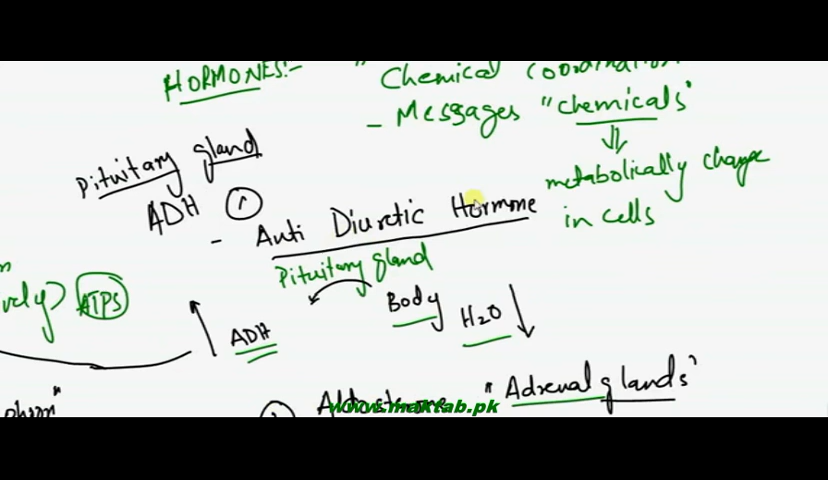 HORMONES:-
"Chemical Coordination
- Messages "chemicals"
⇓
metabolically change
in cells
Pituitary gland
ADH ↑
- Anti Diuretic Hormone
Pituitary gland
ATPs
Body
H₂O ↓
↑ ADH
Aldosterone "Adrenal glands"
www.maktab.pk